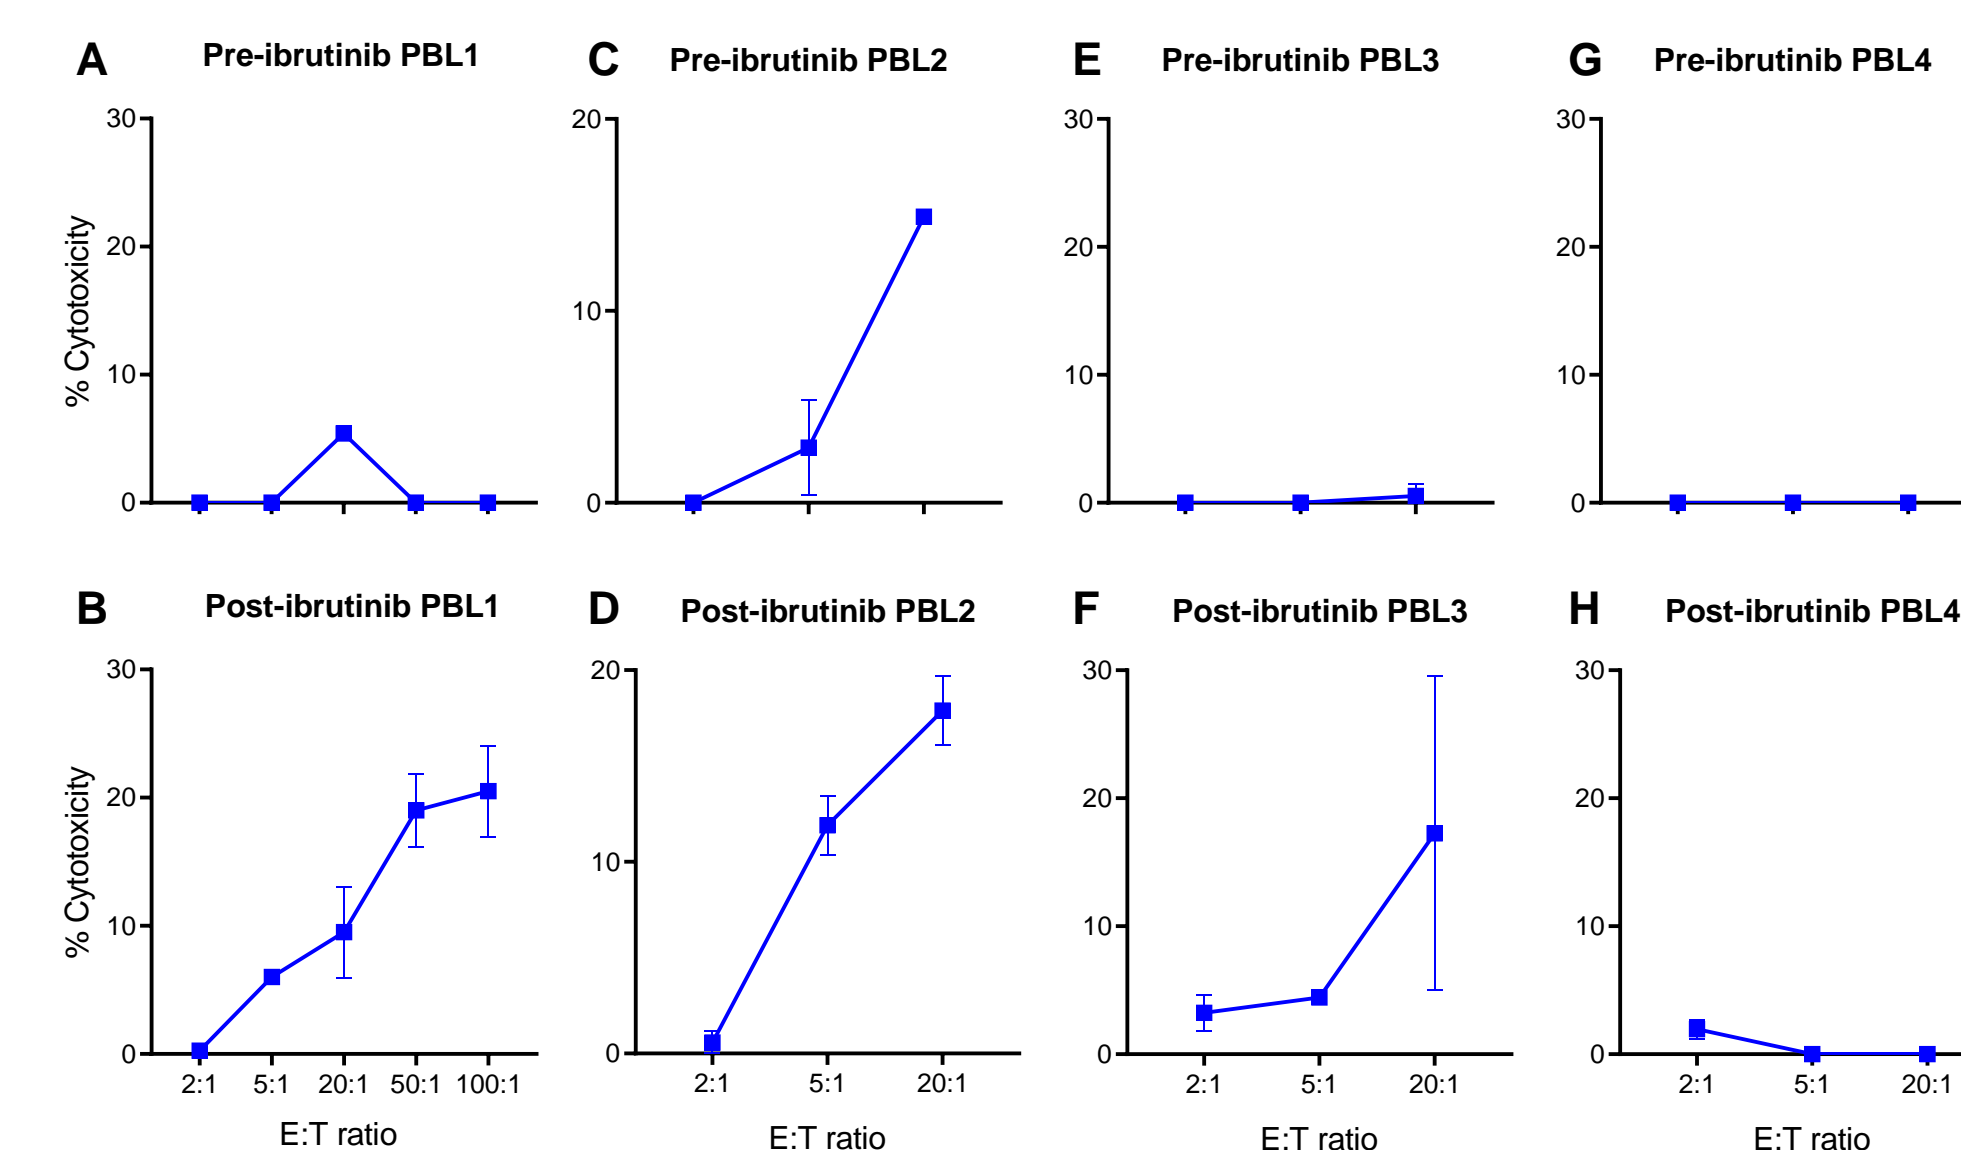 A Pre-ibrutinib PBL1
C Pre-ibrutinib PBL2
E Pre-ibrutinib PBL3
G Pre-ibrutinib PBL4
% Cytotoxicity
30
20
10
0
20
10
0
30
20
10
0
30
20
10
0
B Post-ibrutinib PBL1
D Post-ibrutinib PBL2
F Post-ibrutinib PBL3
H Post-ibrutinib PBL4
% Cytotoxicity
30
20
10
0
2:1 5:1 20:1 50:1 100:1
E:T ratio
20
10
0
2:1 5:1 20:1
E:T ratio
30
20
10
0
2:1 5:1 20:1
E:T ratio
30
20
10
0
2:1 5:1 20:1
E:T ratio